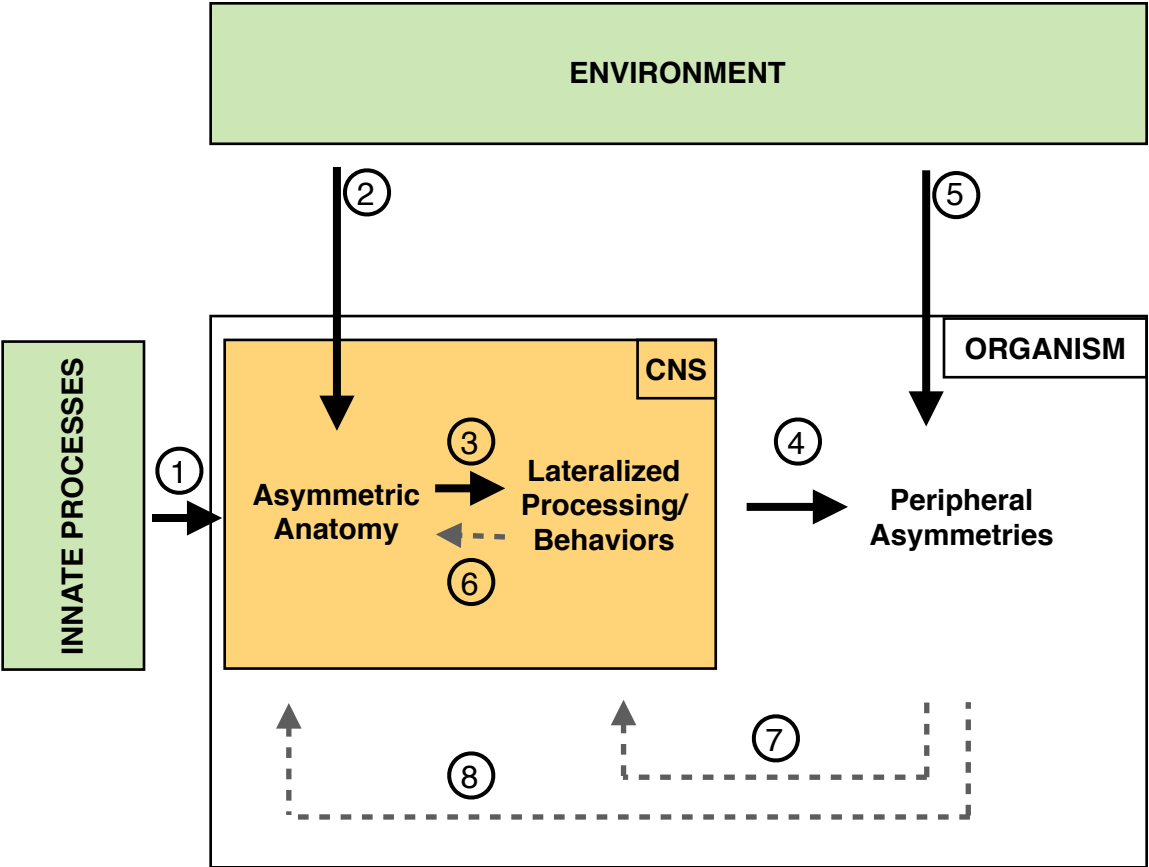 ENVIRONMENT
2
5
ORGANISM
CNS
INNATE PROCESSES
1
3
4
Asymmetric
Anatomy
Lateralized
Processing/
Behaviors
Peripheral
Asymmetries
6
7
8